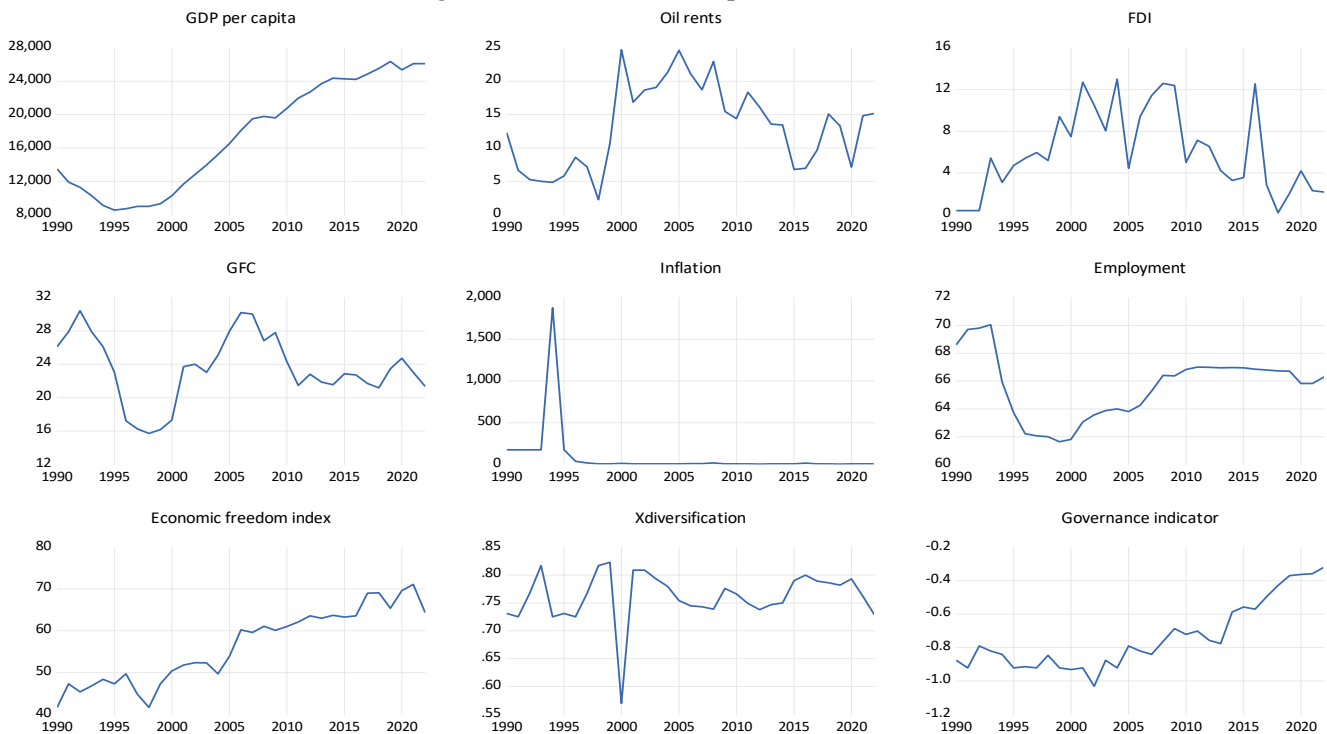 GDP per capita
28,000
24,000
20,000
16,000
12,000
8,000
1990 1995 2000 2005 2010 2015 2020
Oil rents
25
20
15
10
5
0
1990 1995 2000 2005 2010 2015 2020
FDI
16
12
8
4
0
1990 1995 2000 2005 2010 2015 2020
GFC
32
28
24
20
16
12
1990 1995 2000 2005 2010 2015 2020
Inflation
2,000
1,500
1,000
500
0
1990 1995 2000 2005 2010 2015 2020
Employment
72
70
68
66
64
62
60
1990 1995 2000 2005 2010 2015 2020
Economic freedom index
80
70
60
50
40
1990 1995 2000 2005 2010 2015 2020
Xdiversification
.85
.80
.75
.70
.65
.60
.55
1990 1995 2000 2005 2010 2015 2020
Governance indicator
-0.2
-0.4
-0.6
-0.8
-1.0
-1.2
1990 1995 2000 2005 2010 2015 2020